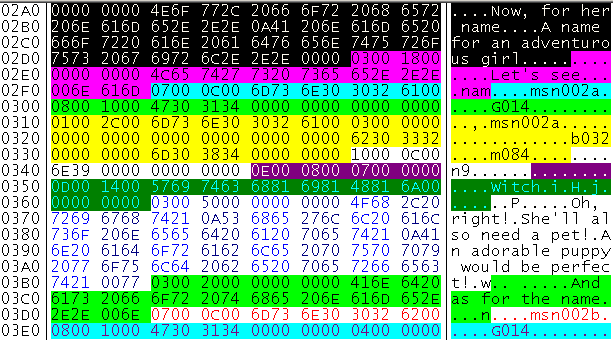 02A0 0000 0000 4E6F 772C 2066 6F72 2068 6572 ....Now, for her
02B0 206E 616D 652E 2E2E 0A41 206E 616D 6520 name....A name
02C0 666F 7220 616E 2061 6476 656E 7475 726F for an adventuro
02D0 7573 2067 6972 6C2E 2E2E 0000 0300 1800 us girl.........
02E0 0000 0000 4C65 7427 7320 7365 652E 2E2E ....Let's see...
02F0 006E 616D 0700 0C00 6D73 6E30 3032 6100 .nam....msn002a.
0300 0800 1000 4730 3134 0000 0000 0000 0000 ....G014........
0310 0100 2C00 6D73 6E30 3032 6100 0300 0000 ..,.msn002a.....
0320 0000 0000 0000 0000 0000 0000 6230 3332 ............b032
0330 0000 0000 6D30 3834 0000 0000 1000 0C00 ....m084........
0340 6E39 0000 0000 0000 0E00 0800 0700 0000 n9..............
0350 0D00 1400 5769 7463 6881 6981 4881 6A00 ....Witch.i.H.j.
0360 0000 0000 0300 5000 0000 0000 4F68 2C20 ......P.....Oh,
0370 7269 6768 7421 0A53 6865 276C 6C20 616C right!.She'll al
0380 736F 206E 6565 6420 6120 7065 7421 0A41 so need a pet!.A
0390 6E20 6164 6F72 6162 6C65 2070 7570 7079 n adorable puppy
03A0 2077 6F75 6C64 2062 6520 7065 7266 6563 would be perfec
03B0 7421 0077 0300 2000 0000 0000 416E 6420 t!.w.. .....And
03C0 6173 2066 6F72 2074 6865 206E 616D 652E as for the name.
03D0 2E2E 006E 0700 0C00 6D73 6E30 3032 6200 ...n....msn002b.
03E0 0800 1000 4730 3134 0000 0000 0400 0000 ....G014........